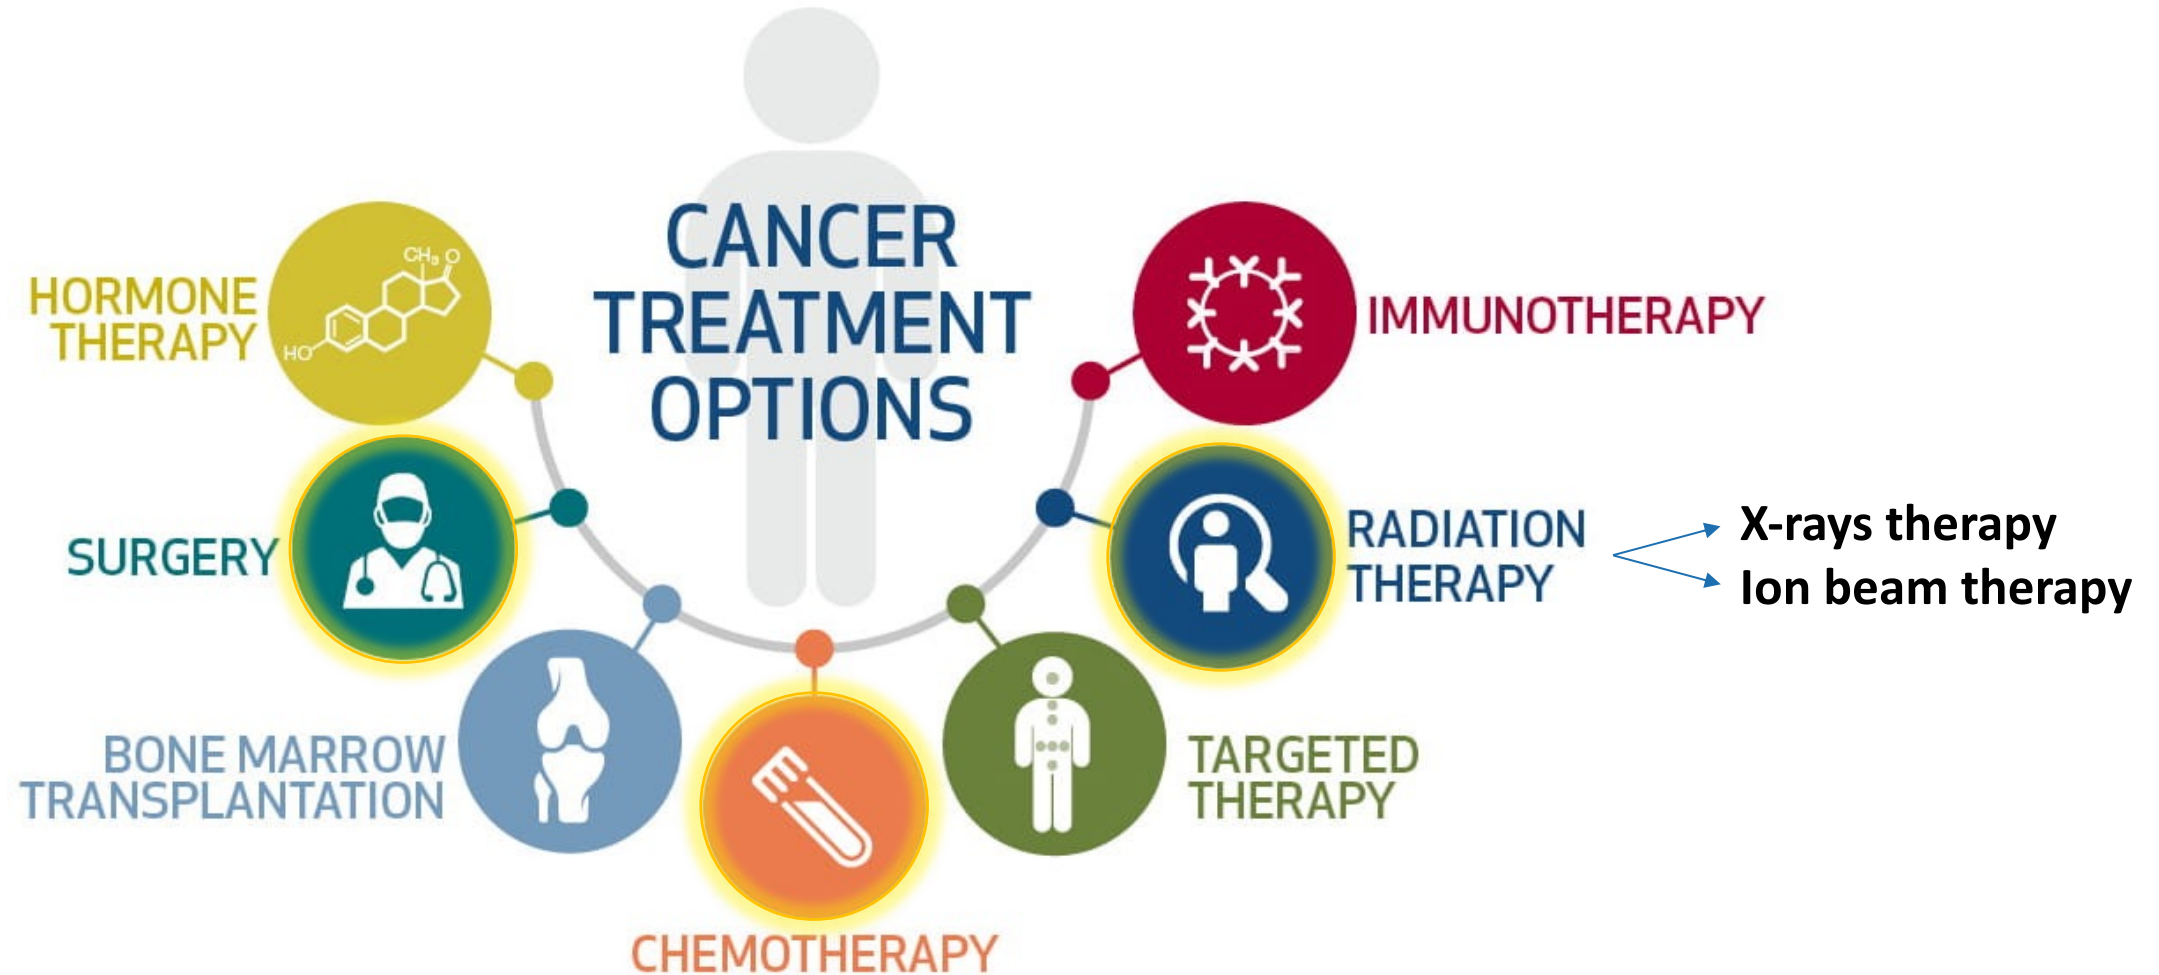 CANCER
TREATMENT
OPTIONS
HORMONE
THERAPY
CH₃
O
HO
SURGERY
BONE MARROW
TRANSPLANTATION
CHEMOTHERAPY
TARGETED
THERAPY
RADIATION
THERAPY
X-rays therapy
Ion beam therapy
IMMUNOTHERAPY